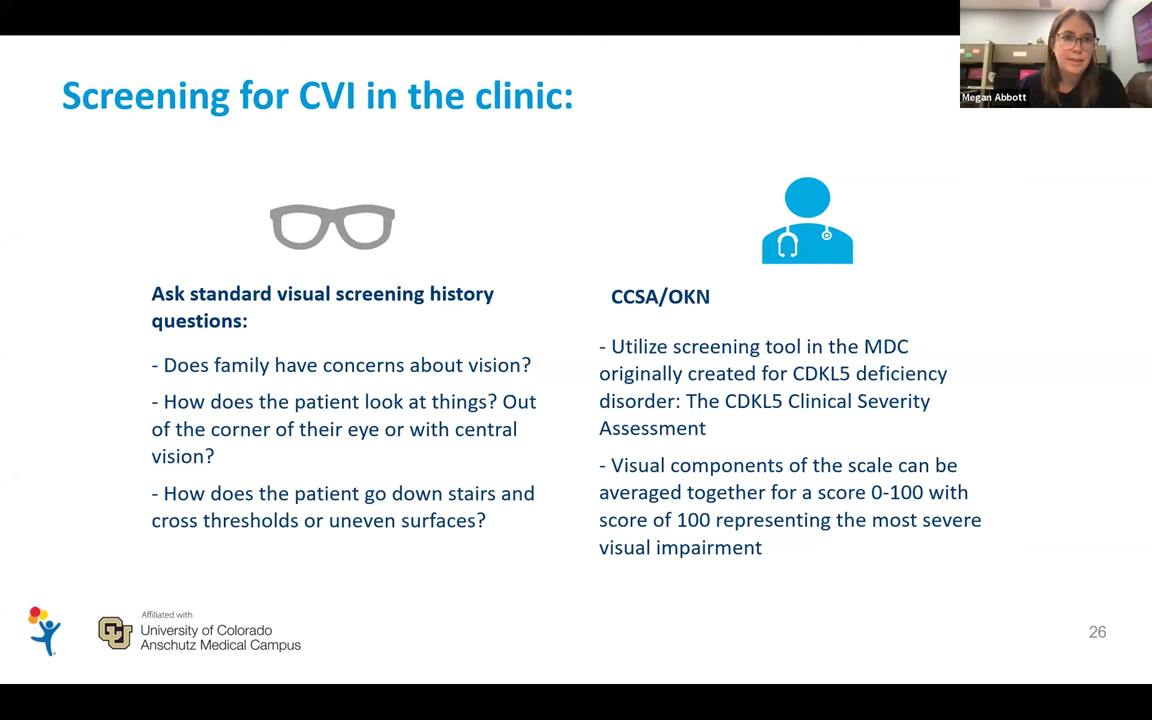 Screening for CVI in the clinic:
Megan Abbott
Ask standard visual screening history
questions:
- Does family have concerns about vision?
- How does the patient look at things? Out
of the corner of their eye or with central
vision?
- How does the patient go down stairs and
cross thresholds or uneven surfaces?
CCSA/OKN
- Utilize screening tool in the MDC
originally created for CDKL5 deficiency
disorder: The CDKL5 Clinical Severity
Assessment
- Visual components of the scale can be
averaged together for a score 0-100 with
score of 100 representing the most severe
visual impairment
Affiliated with
CU
University of Colorado
Anschutz Medical Campus
26